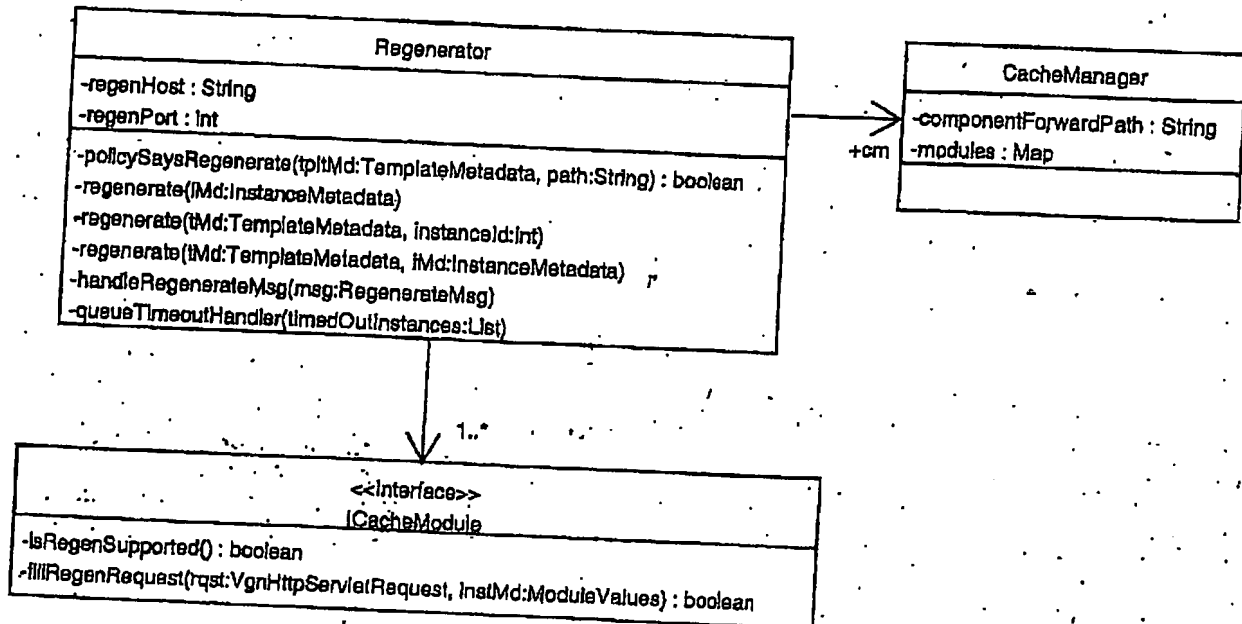 Regenerator
-regenHost : String
-regenPort : int
-policySaysRegenerate(tpltMd:TemplateMetadata, path:String) : boolean
-regenerate(iMd:InstanceMetadata)
-regenerate(tMd:TemplateMetadata, instanceId:int)
-regenerate(tMd:TemplateMetadata, iMd:InstanceMetadata)
-handleRegenerateMsg(msg:RegenerateMsg)
-queueTimeoutHandler(timedOutInstances:List)
+cm
CacheManager
-componentForwardPath : String
-modules : Map
1..*
<<Interface>>
ICacheModule
-isRegenSupported() : boolean
-fillRegenRequest(rqst:VgnHttpServletRequest, instMd:ModuleValues) : boolean